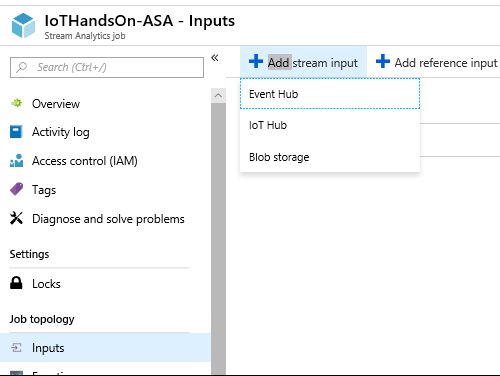 IoTHandsOn-ASA - Inputs
Stream Analytics job
Search (Ctrl+/)
«
Add stream input
Add reference input
Event Hub
IoT Hub
Blob storage
Overview
Activity log
Access control (IAM)
Tags
Diagnose and solve problems
Settings
Locks
Job topology
Inputs